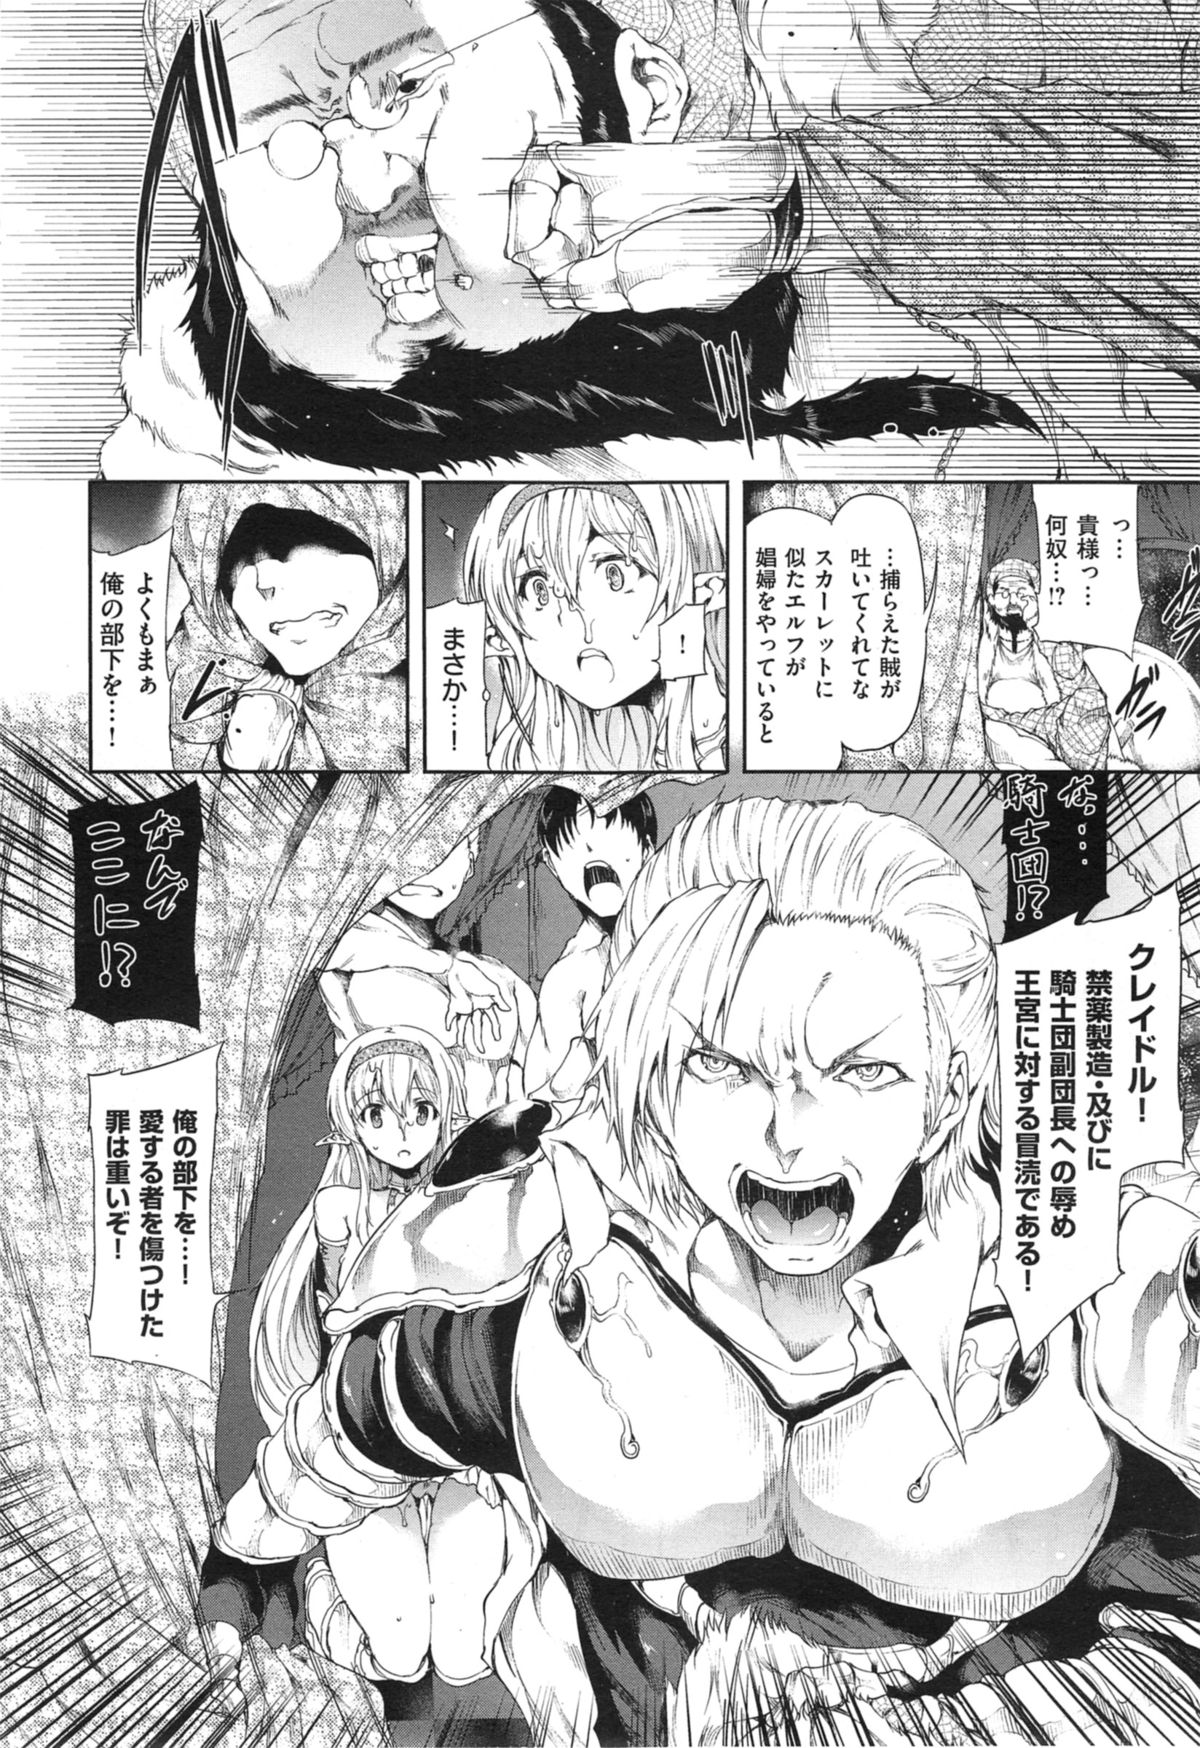 っ…
貴様っ…
何奴…!?
…捕らえた賊が
吐いてくれてな
スカーレットに
似たエルフが
娼婦をやっていると
！
まさか…！
よくもまぁ
俺の部下を…！
な…
騎士団!?
クレイドル！
禁薬製造・及びに
騎士団副団長への辱め
王宮に対する冒涜である！
なんで
ここに!?
俺の部下を…！
愛する者を傷つけた
罪は重いぞ！